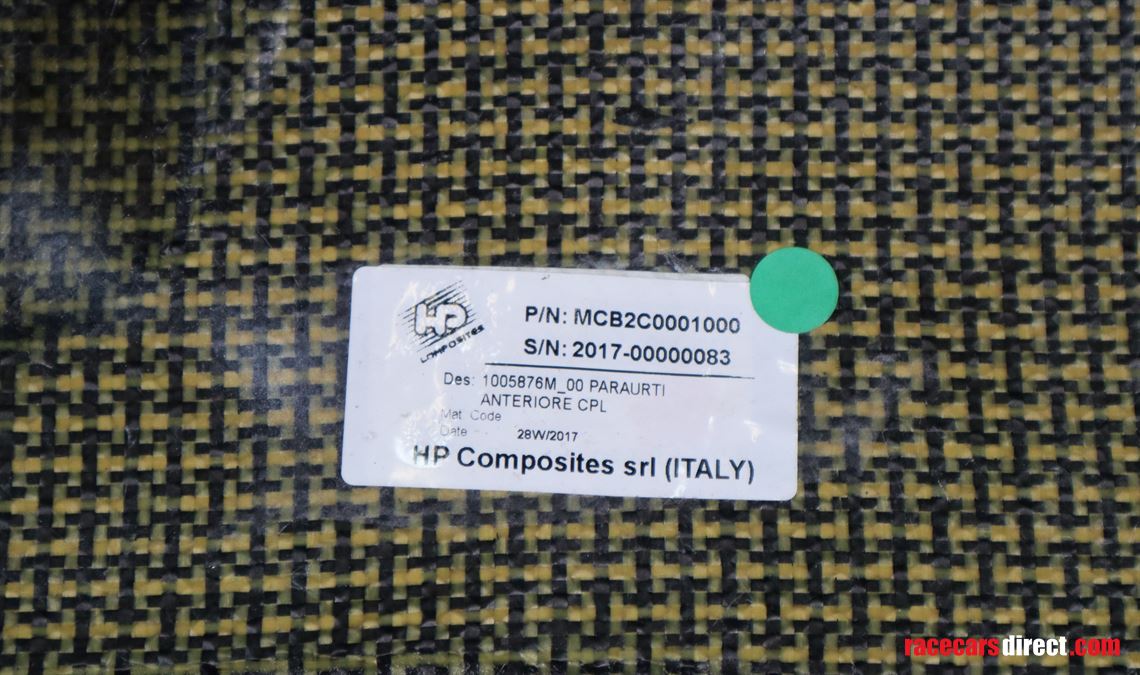 HP
COMPOSITES
P/N: MCB2C0001000
S/N: 2017-00000083
Des: 1005876M_00 PARAURTI
ANTERIORE CPL
Mat. Code
Date 28W/2017
HP Composites srl (ITALY)
racecarsdirect.com